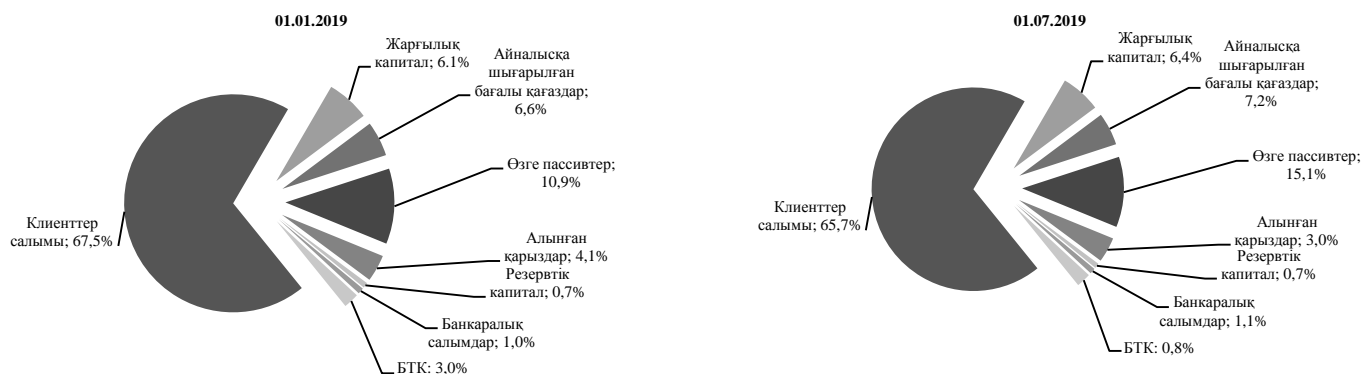 01.01.2019
Жарғылық
капитал; 6.1%
Айналысқа
шығарылған
бағалы қағаздар;
6,6%
Өзге пассивтер;
10,9%
Алынған
қарыздар; 4,1%
Резервтік
капитал; 0,7%
Банкаралық
салымдар; 1,0%
БТК: 3,0%
Клиенттер
салымы; 67,5%
01.07.2019
Жарғылық
капитал; 6,4%
Айналысқа
шығарылған
бағалы қағаздар;
7,2%
Өзге пассивтер;
15,1%
Алынған
қарыздар; 3,0%
Резервтік
капитал; 0,7%
Банкаралық
салымдар; 1,1%
БТК: 0,8%
Клиенттер
салымы; 65,7%